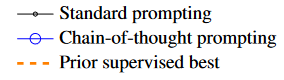 Standard prompting
Chain-of-thought prompting
Prior supervised best